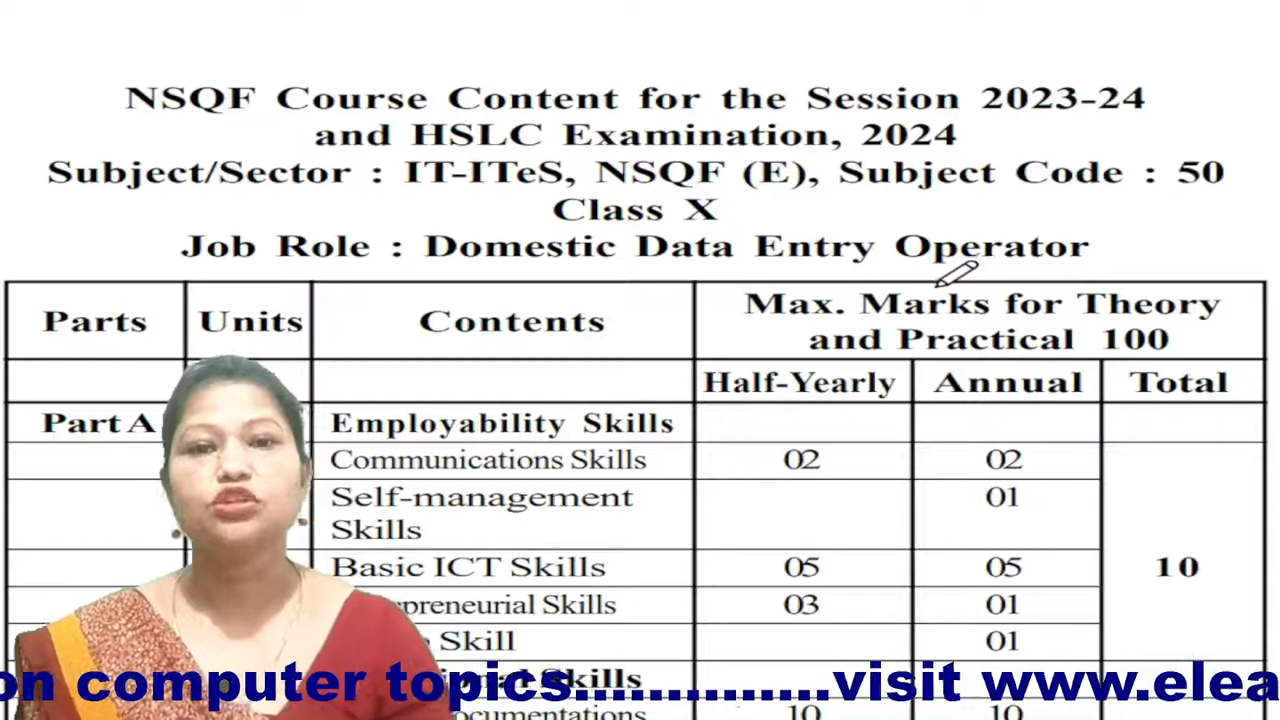 NSQF Course Content for the Session 2023-24
and HSLC Examination, 2024
Subject/Sector : IT-ITeS, NSQF (E), Subject Code : 50
Class X
Job Role : Domestic Data Entry Operator
Parts Units Contents Max. Marks for Theory
and Practical 100
Half-Yearly Annual Total
Part A Employability Skills
Communications Skills 02 02
Self-management 01
Skills
Basic ICT Skills 05 05 10
preneurial Skills 03 01
Skill 01
Skills
on computer topics..............visit www.elea
10 10